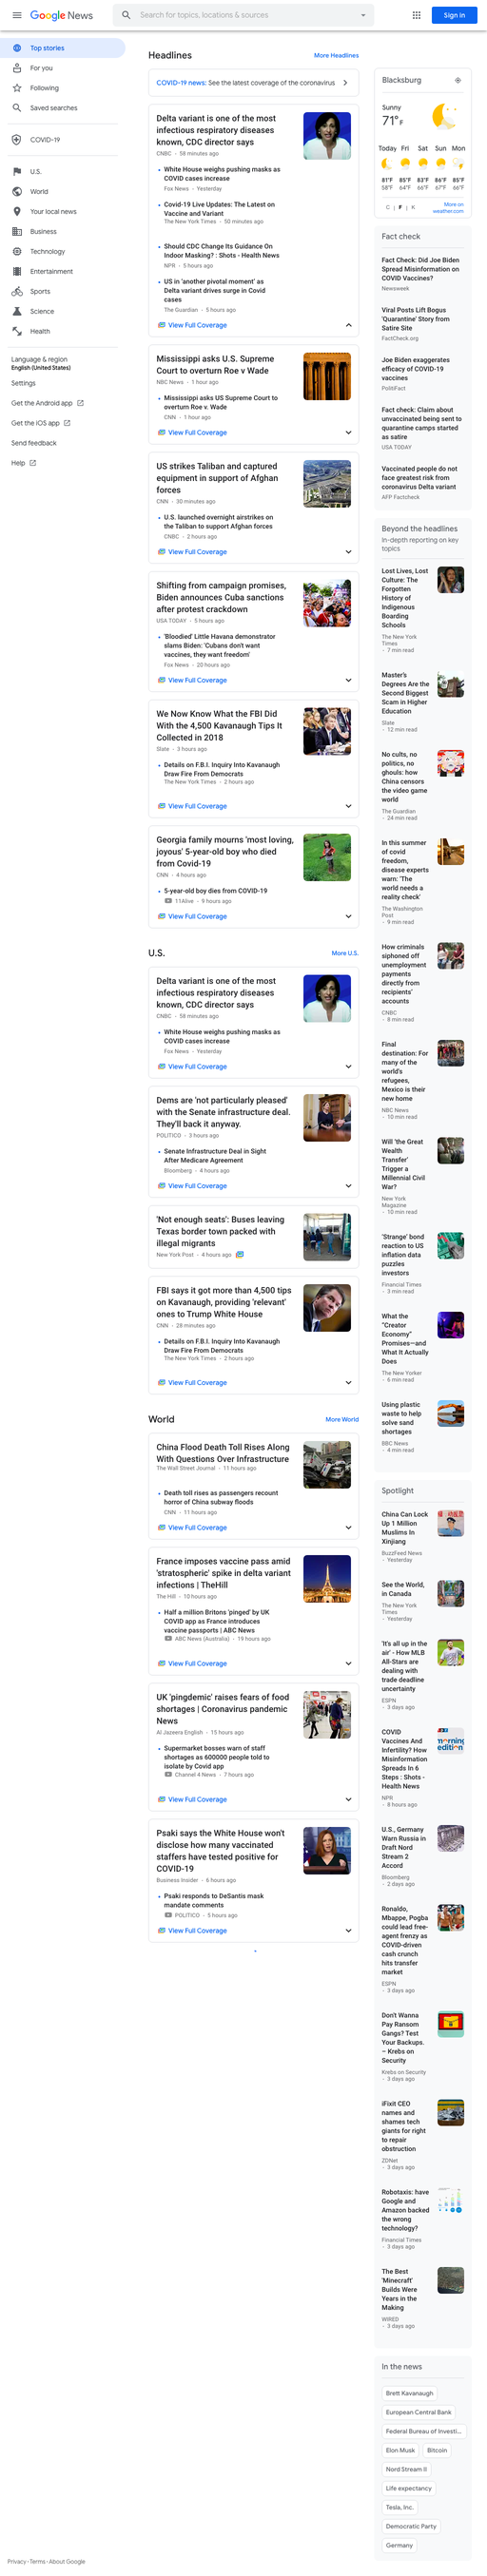 Google News
Search for topics, locations & sources
Sign in
Top stories
For you
Following
Saved searches
COVID-19
U.S.
World
Your local news
Business
Technology
Entertainment
Sports
Science
Health
Language & region
English (United States)
Settings
Get the Android app
Get the iOS app
Send feedback
Help
Headlines
More Headlines
COVID-19 news: See the latest coverage of the coronavirus
Delta variant is one of the most
infectious respiratory diseases
known, CDC director says
CNBC · 58 minutes ago
White House weighs pushing masks as
COVID cases increase
Fox News · Yesterday
Covid-19 Live Updates: The Latest on
Vaccine and Variant
The New York Times · 50 minutes ago
Should CDC Change Its Guidance On
Indoor Masking? : Shots - Health News
NPR · 5 hours ago
US in 'another pivotal moment' as
Delta variant drives surge in Covid
cases
The Guardian · 5 hours ago
View Full Coverage
Mississippi asks U.S. Supreme
Court to overturn Roe v Wade
NBC News · 1 hour ago
Mississippi asks US Supreme Court to
overturn Roe v. Wade
CNN · 1 hour ago
View Full Coverage
US strikes Taliban and captured
equipment in support of Afghan
forces
CNN · 30 minutes ago
U.S. launched overnight airstrikes on
the Taliban to support Afghan forces
CNBC · 2 hours ago
View Full Coverage
Shifting from campaign promises,
Biden announces Cuba sanctions
after protest crackdown
USA TODAY · 5 hours ago
'Bloodied' Little Havana demonstrator
slams Biden: 'Cubans don't want
vaccines, they want freedom'
Fox News · 20 hours ago
View Full Coverage
We Now Know What the FBI Did
With the 4,500 Kavanaugh Tips It
Collected in 2018
Slate · 3 hours ago
Details on F.B.I. Inquiry Into Kavanaugh
Draw Fire From Democrats
The New York Times · 2 hours ago
View Full Coverage
Georgia family mourns 'most loving,
joyous' 5-year-old boy who died
from Covid-19
CNN · 4 hours ago
5-year-old boy dies from COVID-19
11Alive · 9 hours ago
View Full Coverage
U.S.
More U.S.
Delta variant is one of the most
infectious respiratory diseases
known, CDC director says
CNBC · 58 minutes ago
White House weighs pushing masks as
COVID cases increase
Fox News · Yesterday
View Full Coverage
Dems are 'not particularly pleased'
with the Senate infrastructure deal.
They'll back it anyway.
POLITICO · 3 hours ago
Senate Infrastructure Deal in Sight
After Medicare Agreement
Bloomberg · 4 hours ago
View Full Coverage
'Not enough seats': Buses leaving
Texas border town packed with
illegal migrants
New York Post · 4 hours ago
FBI says it got more than 4,500 tips
on Kavanaugh, providing 'relevant'
ones to Trump White House
CNN · 28 minutes ago
Details on F.B.I. Inquiry Into Kavanaugh
Draw Fire From Democrats
The New York Times · 2 hours ago
View Full Coverage
World
More World
China Flood Death Toll Rises Along
With Questions Over Infrastructure
The Wall Street Journal · 11 hours ago
Death toll rises as passengers recount
horror of China subway floods
CNN · 11 hours ago
View Full Coverage
France imposes vaccine pass amid
'stratospheric' spike in delta variant
infections | TheHill
The Hill · 10 hours ago
Half a million Britons 'pinged' by UK
COVID app as France introduces
vaccine passports | ABC News
ABC News (Australia) · 19 hours ago
View Full Coverage
UK 'pingdemic' raises fears of food
shortages | Coronavirus pandemic
News
Al Jazeera English · 15 hours ago
Supermarket bosses warn of staff
shortages as 600000 people told to
isolate by Covid app
Channel 4 News · 7 hours ago
View Full Coverage
Psaki says the White House won't
disclose how many vaccinated
staffers have tested positive for
COVID-19
Business Insider · 6 hours ago
Psaki responds to DeSantis mask
mandate comments
POLITICO · 5 hours ago
View Full Coverage
Blacksburg
Sunny
71°F
Today Fri Sat Sun Mon
81°F 85°F 83°F 86°F 85°F
58°F 64°F 66°F 67°F 66°F
C | F | K
More on
weather.com
Fact check
Fact Check: Did Joe Biden
Spread Misinformation on
COVID Vaccines?
Newsweek
Viral Posts Lift Bogus
'Quarantine' Story from
Satire Site
FactCheck.org
Joe Biden exaggerates
efficacy of COVID-19
vaccines
PolitiFact
Fact check: Claim about
unvaccinated being sent to
quarantine camps started
as satire
USA TODAY
Vaccinated people do not
face greatest risk from
coronavirus Delta variant
AFP Factcheck
Beyond the headlines
In-depth reporting on key
topics
Lost Lives, Lost
Culture: The
Forgotten
History of
Indigenous
Boarding
Schools
The New York
Times
· 7 min read
Master's
Degrees Are the
Second Biggest
Scam in Higher
Education
Slate
· 12 min read
No cults, no
politics, no
ghouls: how
China censors
the video game
world
The Guardian
· 24 min read
In this summer
of covid
freedom,
disease experts
warn: 'The
world needs a
reality check'
The Washington
Post
· 9 min read
How criminals
siphoned off
unemployment
payments
directly from
recipients'
accounts
CNBC
· 8 min read
Final
destination: For
many of the
world's
refugees,
Mexico is their
new home
NBC News
· 10 min read
Will 'the Great
Wealth
Transfer'
Trigger a
Millennial Civil
War?
New York
Magazine
· 10 min read
'Strange' bond
reaction to US
inflation data
puzzles
investors
Financial Times
· 3 min read
What the
"Creator
Economy"
Promises—and
What It Actually
Does
The New Yorker
· 6 min read
Using plastic
waste to help
solve sand
shortages
BBC News
· 4 min read
Spotlight
China Can Lock
Up 1 Million
Muslims In
Xinjiang
BuzzFeed News
· Yesterday
See the World,
in Canada
The New York
Times
· Yesterday
'It's all up in the
air' - How MLB
All-Stars are
dealing with
trade deadline
uncertainty
ESPN
· 3 days ago
COVID
Vaccines And
Infertility? How
Misinformation
Spreads In 6
Steps : Shots -
Health News
NPR
· 8 hours ago
morning
edition
U.S., Germany
Warn Russia in
Draft Nord
Stream 2
Accord
Bloomberg
· 2 days ago
Ronaldo,
Mbappe, Pogba
could lead free-
agent frenzy as
COVID-driven
cash crunch
hits transfer
market
ESPN
· 3 days ago
Don't Wanna
Pay Ransom
Gangs? Test
Your Backups.
– Krebs on
Security
Krebs on Security
· 3 days ago
iFixit CEO
names and
shames tech
giants for right
to repair
obstruction
ZDNet
· 3 days ago
Robotaxis: have
Google and
Amazon backed
the wrong
technology?
Financial Times
· 3 days ago
The Best
'Minecraft'
Builds Were
Years in the
Making
WIRED
· 3 days ago
In the news
Brett Kavanaugh
European Central Bank
Federal Bureau of Investi...
Elon Musk
Bitcoin
Nord Stream II
Life expectancy
Tesla, Inc.
Democratic Party
Germany
Privacy · Terms · About Google